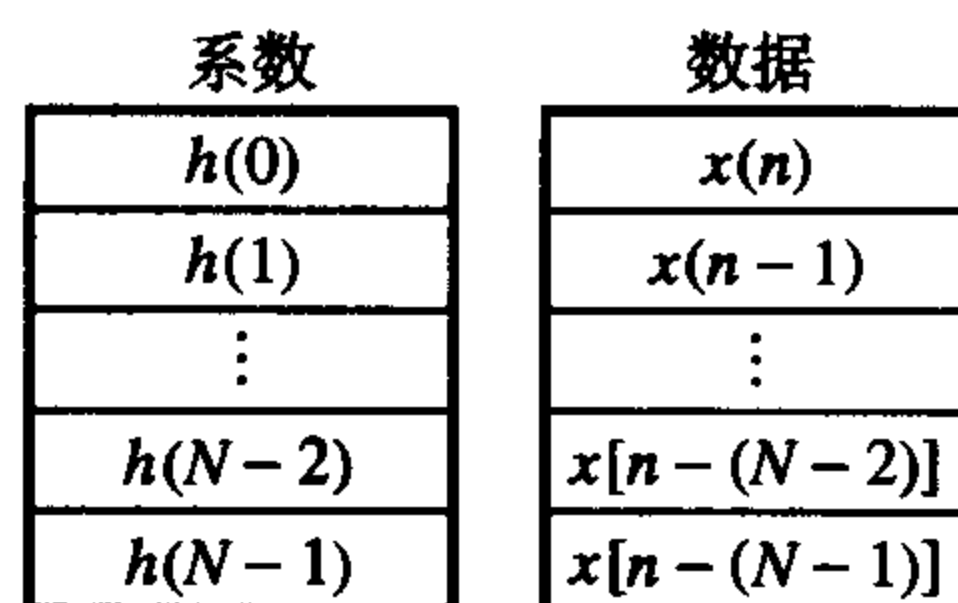 系数 数据
h(0) x(n)
h(1) x(n − 1)
⋮ ⋮
h(N − 2) x[n − (N − 2)]
h(N − 1) x[n − (N − 1)]